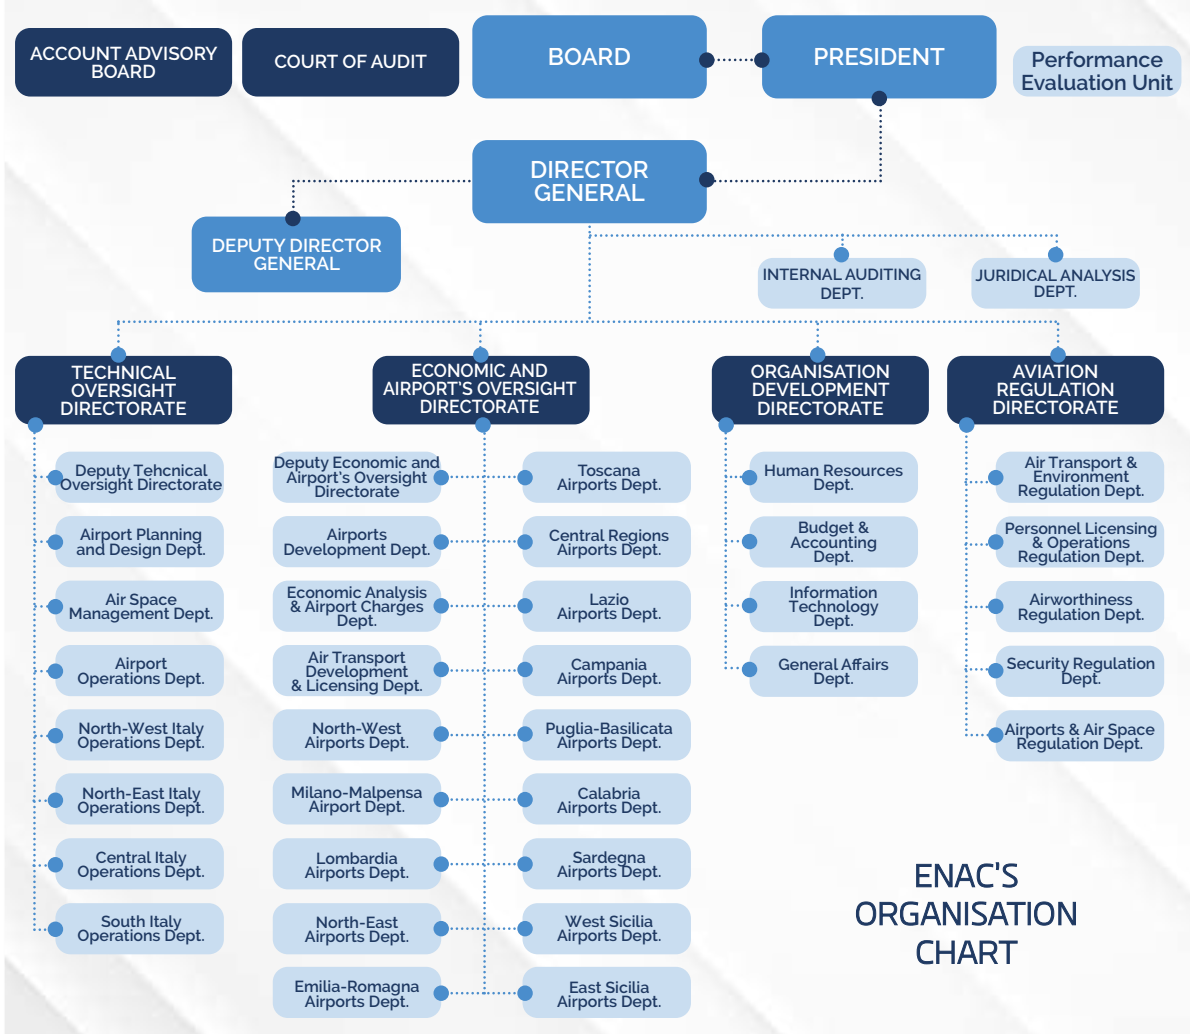 ACCOUNT ADVISORY
BOARD
COURT OF AUDIT
BOARD
PRESIDENT
Performance
Evaluation Unit
DIRECTOR
GENERAL
DEPUTY DIRECTOR
GENERAL
INTERNAL AUDITING
DEPT.
JURIDICAL ANALYSIS
DEPT.
TECHNICAL
OVERSIGHT
DIRECTORATE
Deputy Tehcnical
Oversight Directorate
Airport Planning
and Design Dept.
Air Space
Management Dept.
Airport
Operations Dept.
North-West Italy
Operations Dept.
North-East Italy
Operations Dept.
Central Italy
Operations Dept.
South Italy
Operations Dept.
ECONOMIC AND
AIRPORT'S OVERSIGHT
DIRECTORATE
Deputy Economic and
Airport's Oversight
Directorate
Airports
Development Dept.
Economic Analysis
& Airport Charges
Dept.
Air Transport
Development
& Licensing Dept.
North-West
Airports Dept.
Milano-Malpensa
Airport Dept.
Lombardia
Airports Dept.
North-East
Airports Dept.
Emilia-Romagna
Airports Dept.
Toscana
Airports Dept.
Central Regions
Airports Dept.
Lazio
Airports Dept.
Campania
Airports Dept.
Puglia-Basilicata
Airports Dept.
Calabria
Airports Dept.
Sardegna
Airports Dept.
West Sicilia
Airports Dept.
East Sicilia
Airports Dept.
ORGANISATION
DEVELOPMENT
DIRECTORATE
Human Resources
Dept.
Budget &
Accounting
Dept.
Information
Technology
Dept.
General Affairs
Dept.
AVIATION
REGULATION
DIRECTORATE
Air Transport &
Environment
Regulation Dept.
Personnel Licensing
& Operations
Regulation Dept.
Airworthiness
Regulation Dept.
Security Regulation
Dept.
Airports & Air Space
Regulation Dept.
ENAC'S
ORGANISATION
CHART